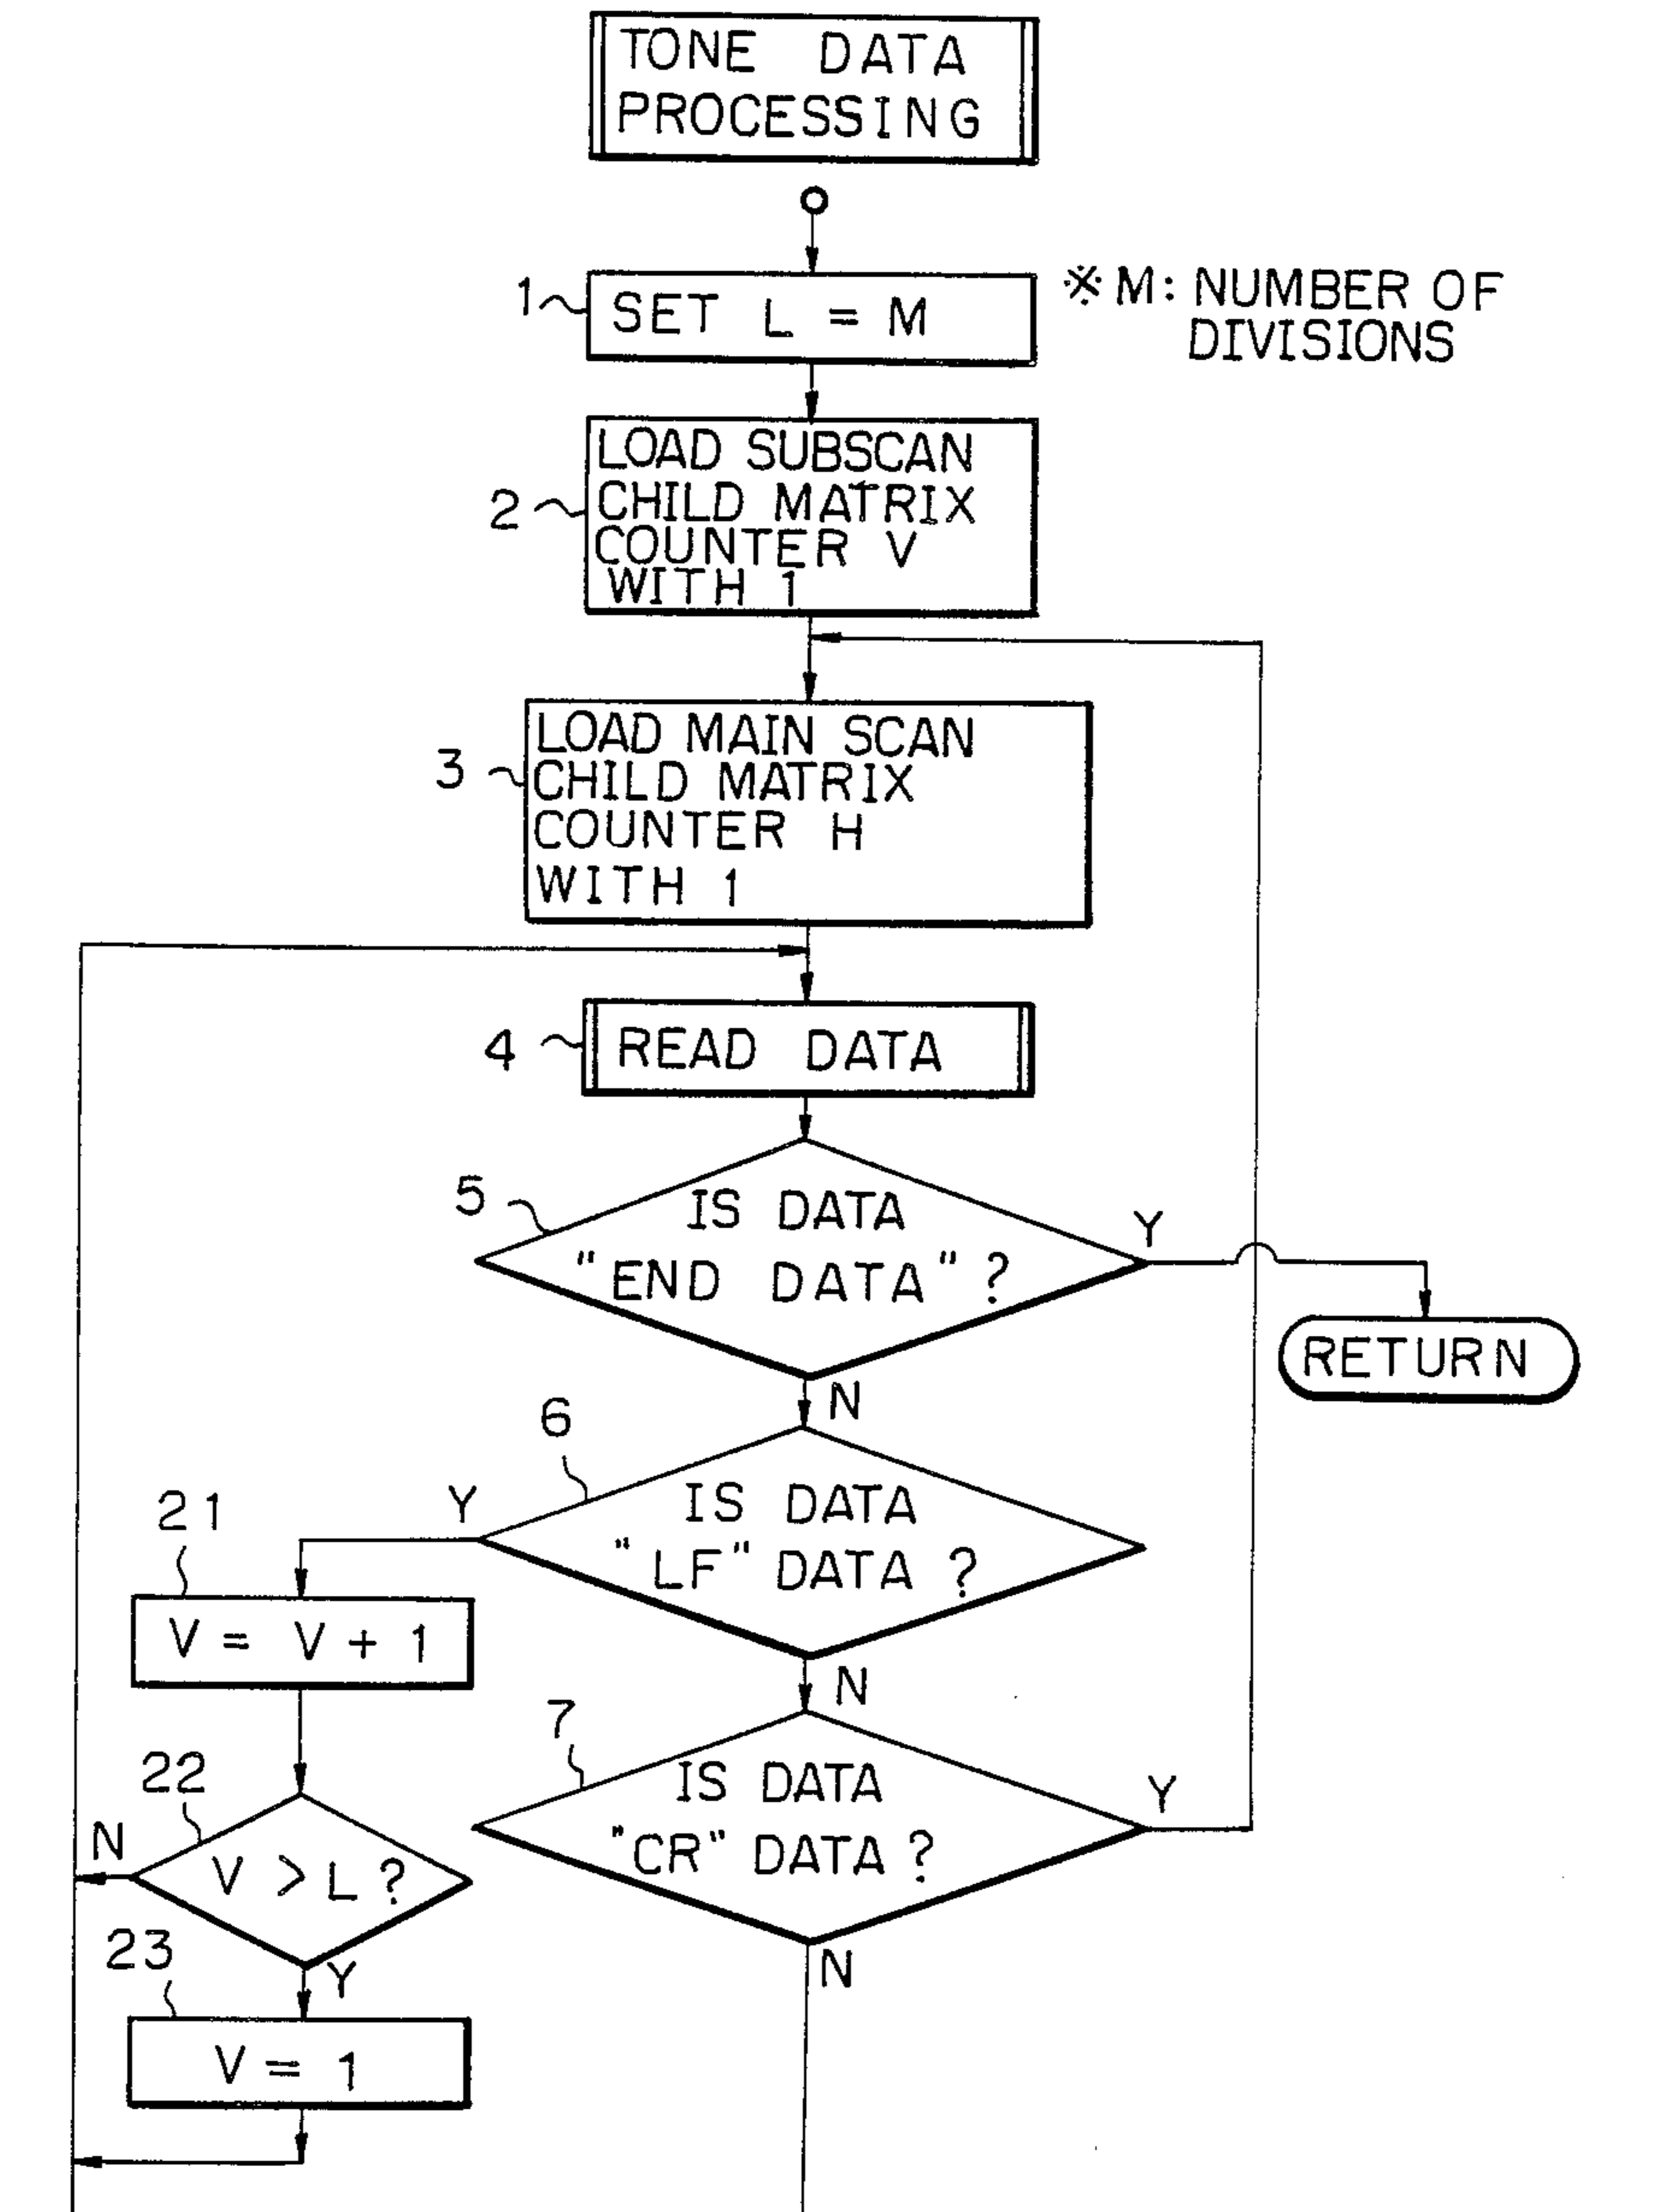 TONE DATA
PROCESSING
1
SET L = M
※ M: NUMBER OF
DIVISIONS
2
LOAD SUBSCAN
CHILD MATRIX
COUNTER V
WITH 1
3
LOAD MAIN SCAN
CHILD MATRIX
COUNTER H
WITH 1
4
READ DATA
5
IS DATA
"END DATA" ?
Y
RETURN
N
6
IS DATA
"LF" DATA ?
Y
N
21
V = V + 1
22
V > L ?
N
Y
23
V = 1
7
IS DATA
"CR" DATA ?
Y
N